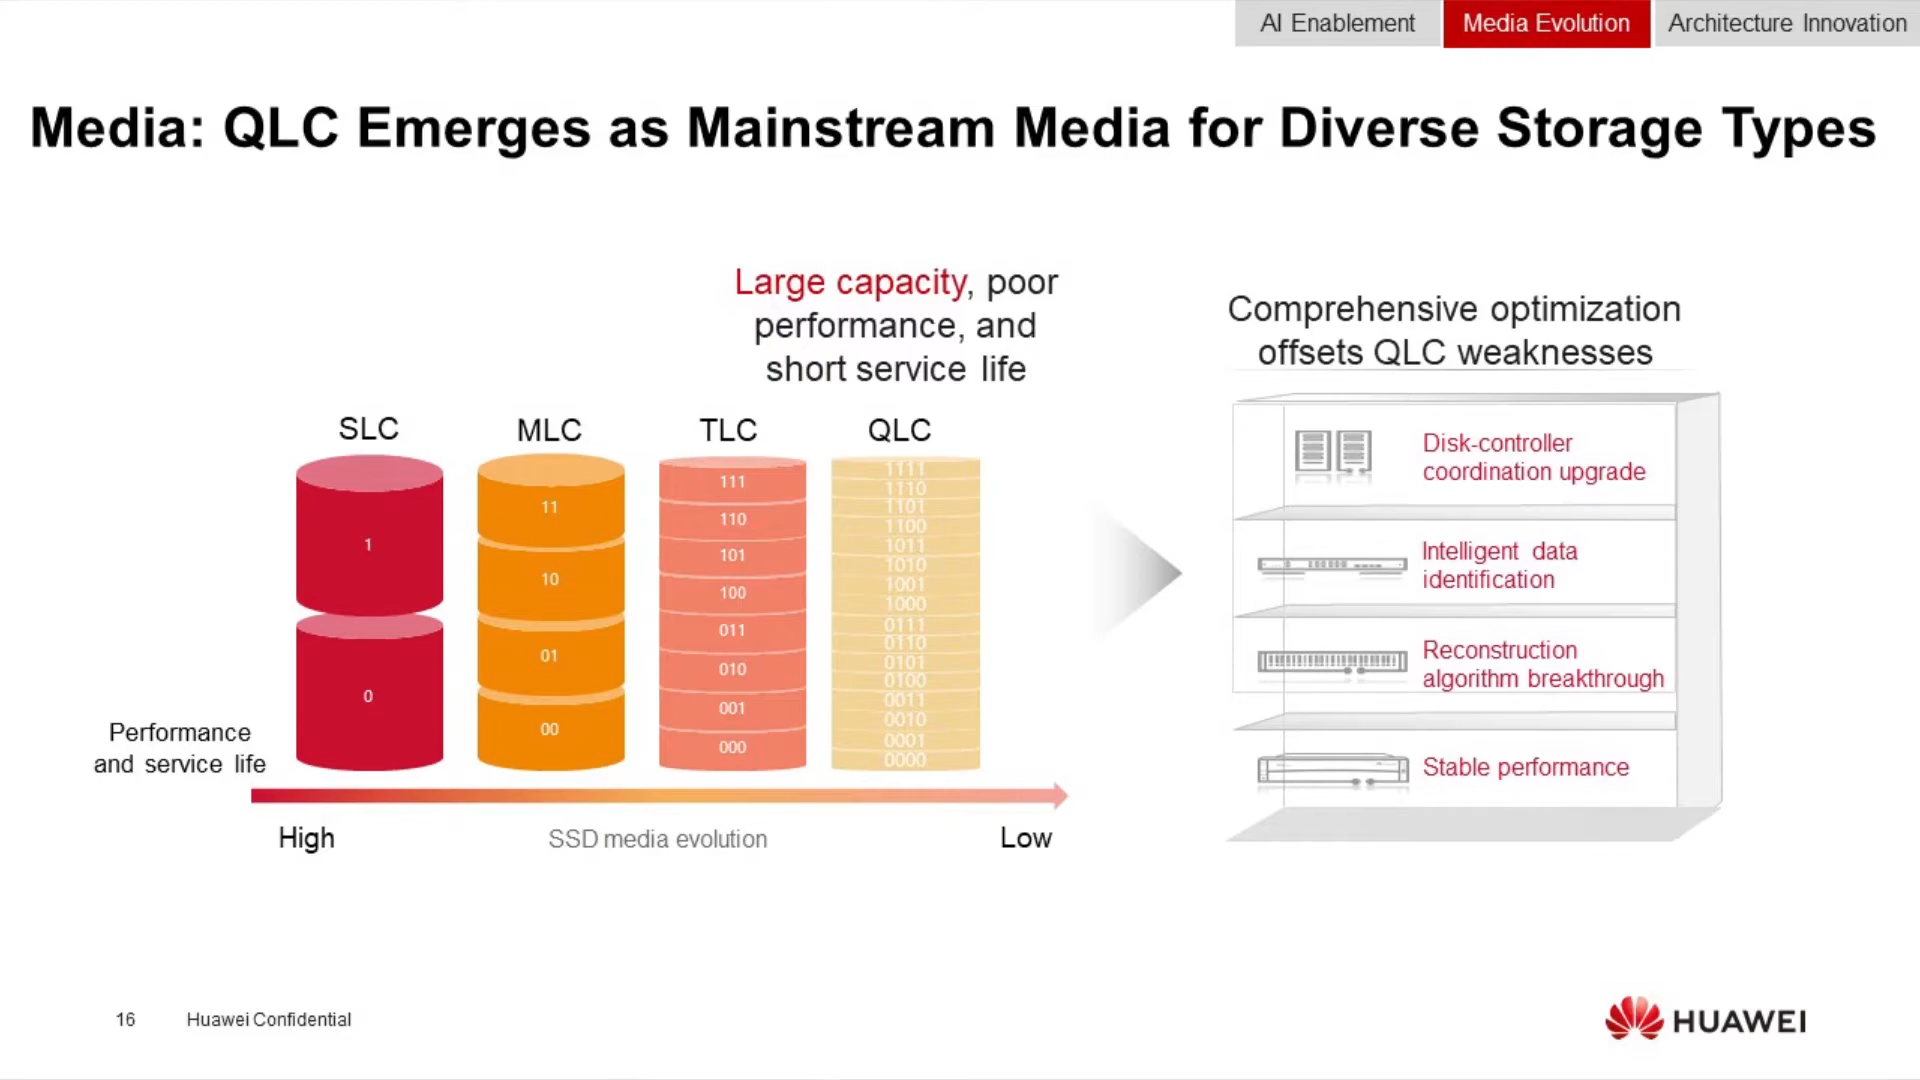 AI Enablement
Media Evolution
Architecture Innovation
Media: QLC Emerges as Mainstream Media for Diverse Storage Types
Large capacity, poor
performance, and
short service life
SLC
MLC
TLC
QLC
1
0
11
10
01
00
111
110
101
100
011
010
001
000
1111
1110
1101
1100
1011
1010
1001
1000
0111
0110
0101
0100
0011
0010
0001
0000
Performance
and service life
High
SSD media evolution
Low
Comprehensive optimization
offsets QLC weaknesses
Disk-controller
coordination upgrade
Intelligent data
identification
Reconstruction
algorithm breakthrough
Stable performance
16
Huawei Confidential
HUAWEI